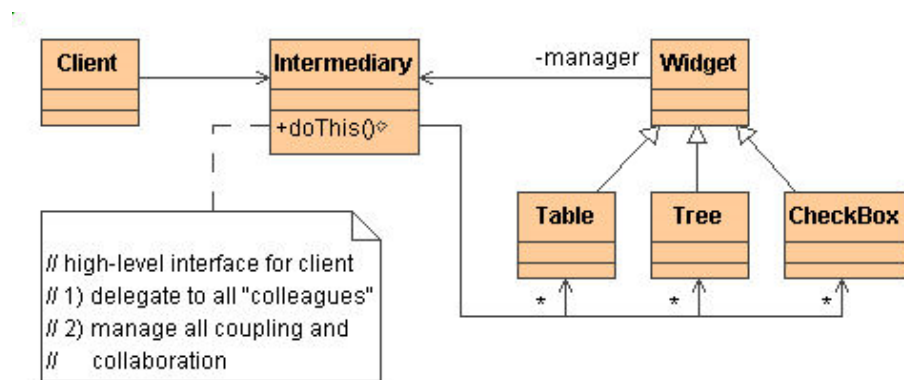 Client
Intermediary
-manager
Widget
+doThis()
Table
Tree
CheckBox
// high-level interface for client
// 1) delegate to all "colleagues"
// 2) manage all coupling and
// collaboration
* * *